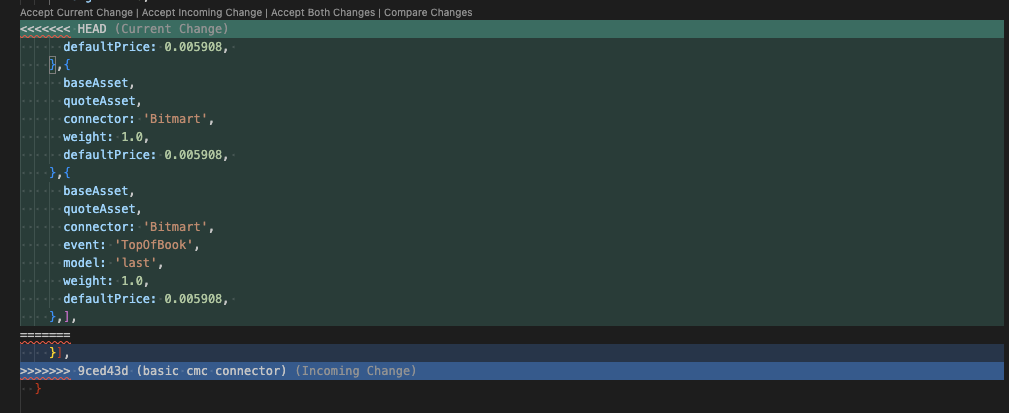 Accept Current Change | Accept Incoming Change | Accept Both Changes | Compare Changes
<<<<<<< HEAD (Current Change)
defaultPrice: 0.005908,
},{
baseAsset,
quoteAsset,
connector: 'Bitmart',
weight: 1.0,
defaultPrice: 0.005908,
},{
baseAsset,
quoteAsset,
connector: 'Bitmart',
event: 'TopOfBook',
model: 'last',
weight: 1.0,
defaultPrice: 0.005908,
},],
=======
}],
>>>>>>> 9ced43d (basic cmc connector) (Incoming Change)
}